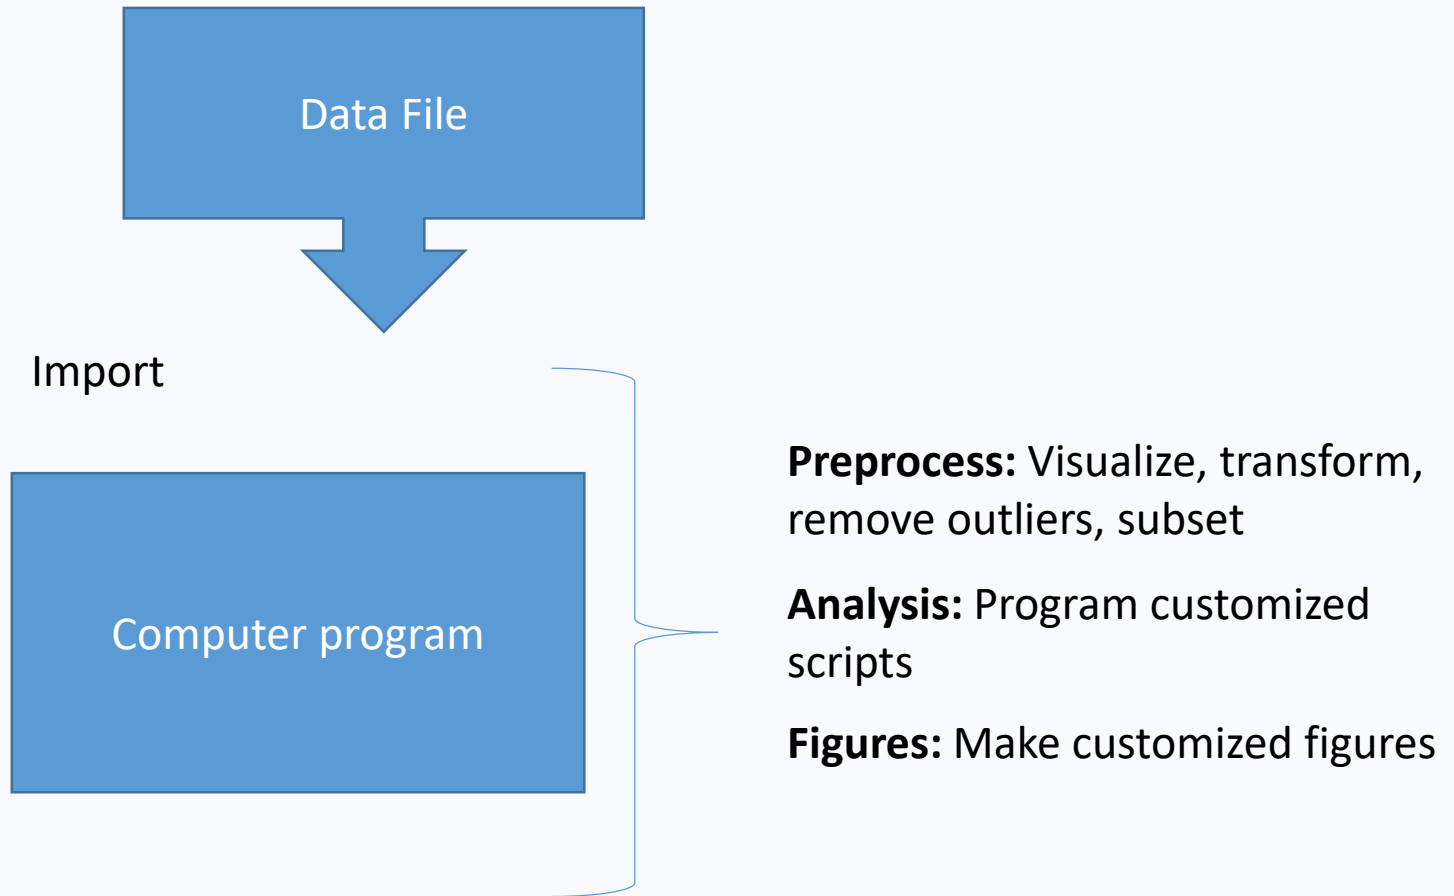 Data File
Import
Computer program
Preprocess: Visualize, transform,
remove outliers, subset
Analysis: Program customized
scripts
Figures: Make customized figures